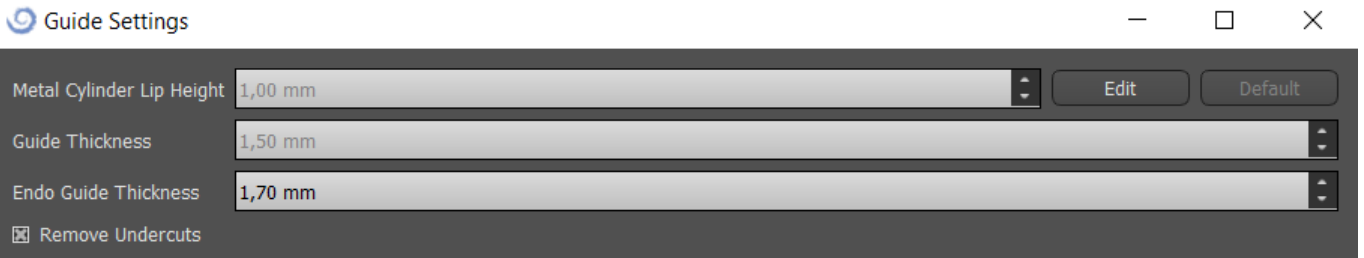 Guide Settings
Metal Cylinder Lip Height 1,00 mm Edit Default
Guide Thickness 1,50 mm
Endo Guide Thickness 1,70 mm
Remove Undercuts